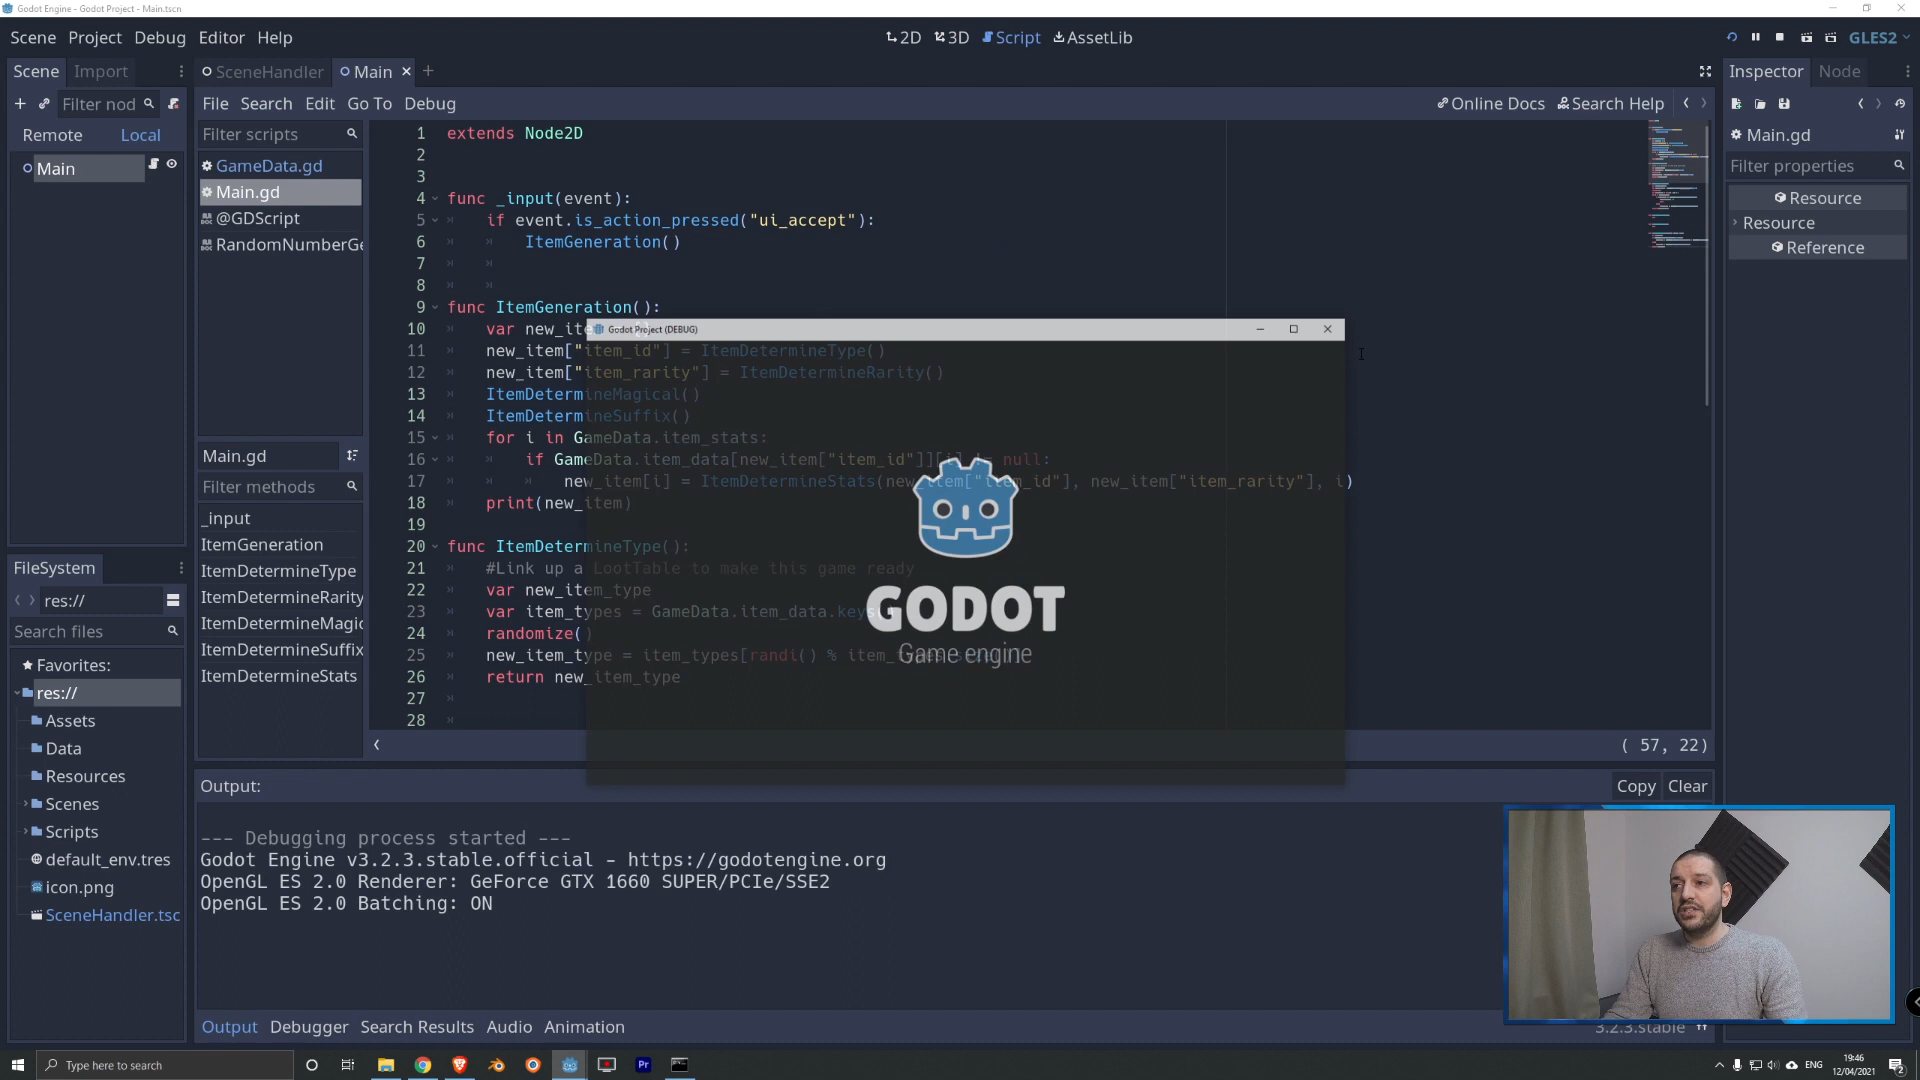 Godot Engine - Godot Project - Main.tscn
Scene Project Debug Editor Help
2D 3D Script AssetLib
GLES2
Scene Import
SceneHandler Main
Inspector Node
Filter nod
File Search Edit Go To Debug
Online Docs Search Help
Remote Local
Filter scripts
Main.gd
Main
GameData.gd
Main.gd
@GDScript
RandomNumberGe
Filter properties
Resource
Resource
Reference
1 extends Node2D
2
3
4 func _input(event):
5 if event.is_action_pressed("ui_accept"):
6 ItemGeneration()
7
8
9 func ItemGeneration():
10 var new_ite
Godot Project (DEBUG)
11 new_item["item_id"] = ItemDetermineType()
12 new_item["item_rarity"] = ItemDetermineRarity()
13 ItemDetermineMagical()
14 ItemDetermineSuffix()
15 for i in GameData.item_stats:
16 if GameData.item_data[new_item["item_id"]][i] != null:
17 new_item[i] = ItemDetermineStats(new_item["item_id"], new_item["item_rarity"], i)
18 print(new_item)
19
20 func ItemDetermineType():
21 #Link up a LootTable to make this game ready
22 var new_item_type
23 var item_types = GameData.item_data.keys
24 randomize()
25 new_item_type = item_types[randi() % item_
26 return new_item_type
27
28
GODOT
Game engine
Main.gd
Filter methods
_input
ItemGeneration
ItemDetermineType
ItemDetermineRarity
ItemDetermineMagic
ItemDetermineSuffix
ItemDetermineStats
( 57, 22)
FileSystem
res://
Search files
Favorites:
res://
Assets
Data
Resources
Scenes
Scripts
default_env.tres
icon.png
SceneHandler.tsc
Output:
Copy Clear
--- Debugging process started ---
Godot Engine v3.2.3.stable.official - https://godotengine.org
OpenGL ES 2.0 Renderer: GeForce GTX 1660 SUPER/PCIe/SSE2
OpenGL ES 2.0 Batching: ON
Output Debugger Search Results Audio Animation
3.2.3.stable
Type here to search
Pr
ENG
19:46
12/04/2021
2